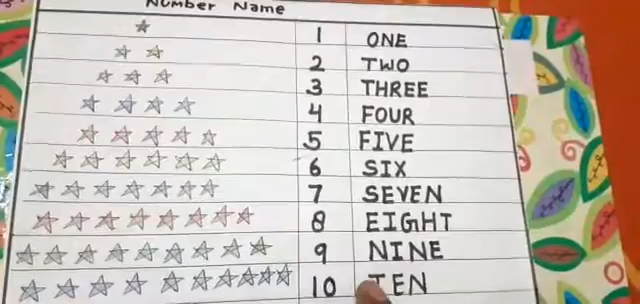 Number Name
1 ONE
2 TWO
3 THREE
4 FOUR
5 FIVE
6 SIX
7 SEVEN
8 EIGHT
9 NINE
10 TEN